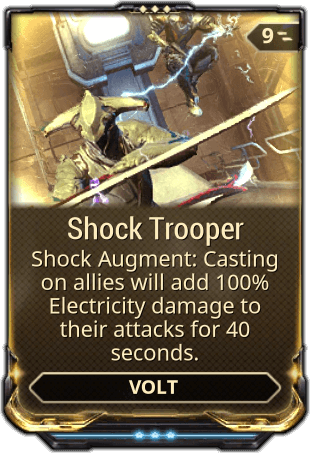 9
Shock Trooper
Shock Augment: Casting
on allies will add 100%
Electricity damage to
their attacks for 40
seconds.
VOLT